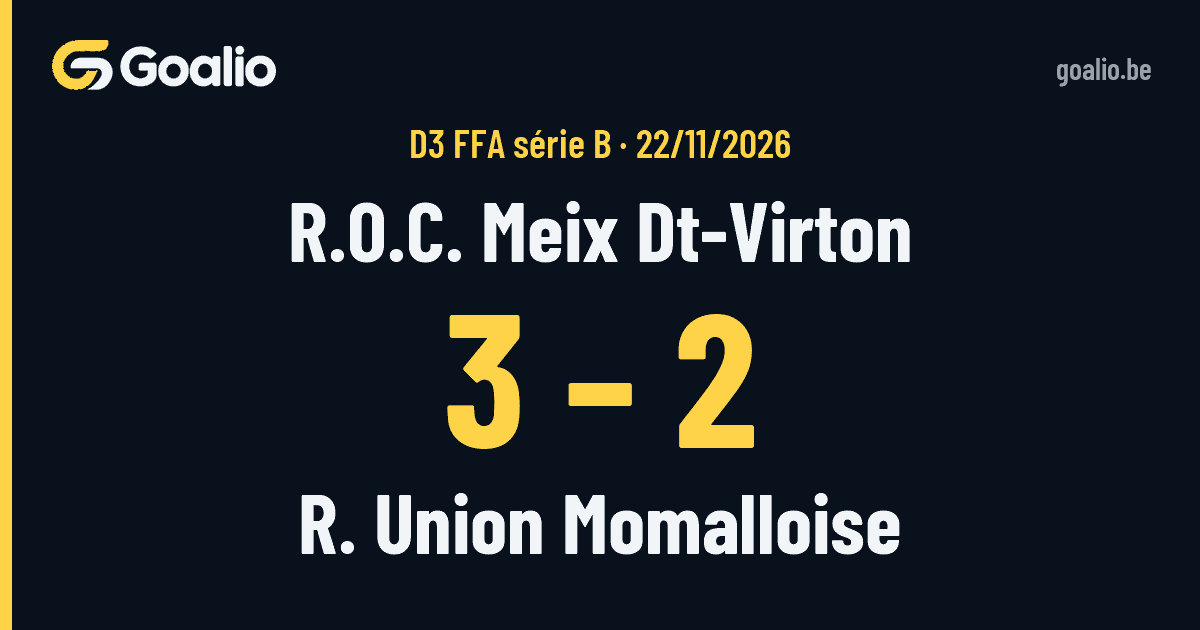 Goalio
goalio.be
D3 FFA série B · 22/11/2026
R.O.C. Meix Dt-Virton
3 – 2
R. Union Momalloise